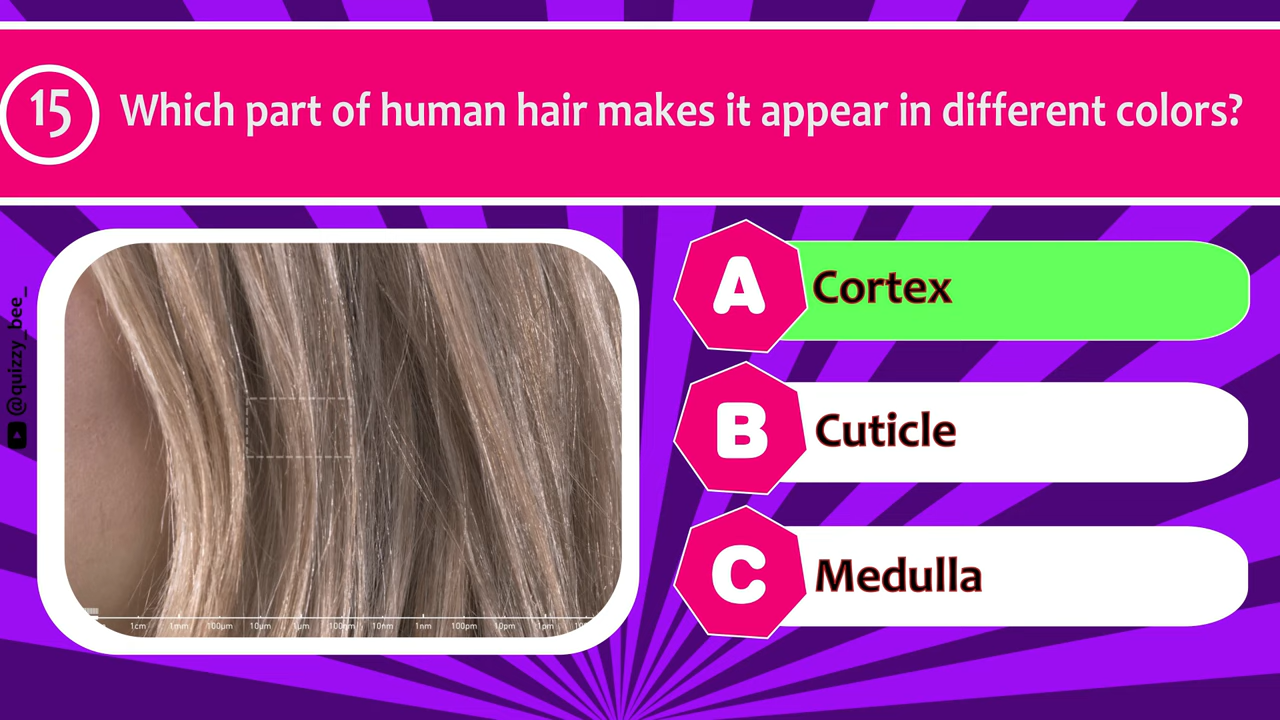 15
Which part of human hair makes it appear in different colors?
@quizzy_bee_
A
Cortex
B
Cuticle
C
Medulla
1cm 1mm 100μm 10μm 1μm 100nm 10nm 1nm 100pm 10pm 1pm